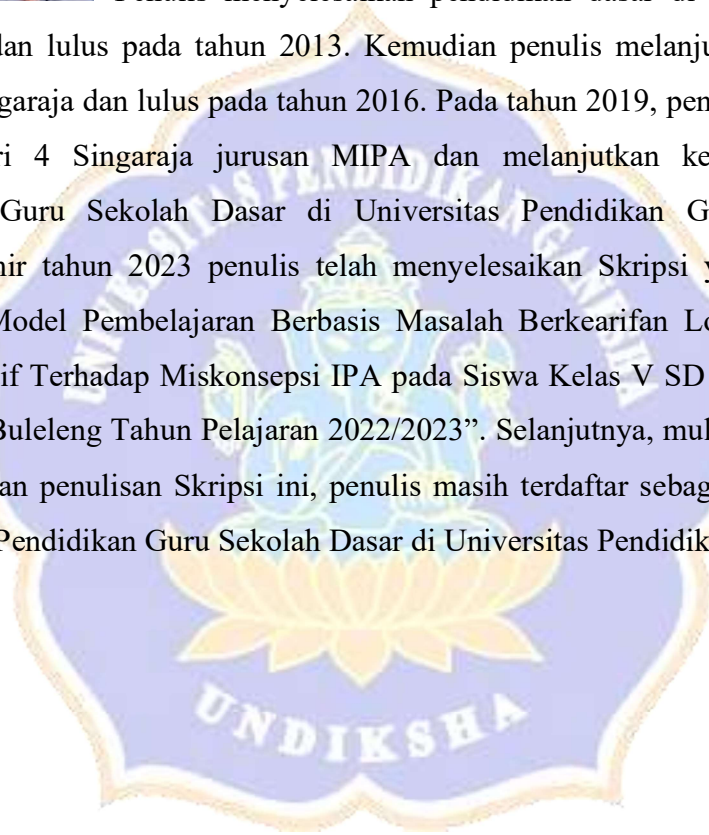 Penulis menyelesaikan pendidikan dasar di
dan lulus pada tahun 2013. Kemudian penulis melanju
garaja dan lulus pada tahun 2016. Pada tahun 2019, pen
ri 4 Singaraja jurusan MIPA dan melanjutkan ke
Guru Sekolah Dasar di Universitas Pendidikan G
ir tahun 2023 penulis telah menyelesaikan Skripsi y
Model Pembelajaran Berbasis Masalah Berkearifan Lo
if Terhadap Miskonsepsi IPA pada Siswa Kelas V SD
Buleleng Tahun Pelajaran 2022/2023”. Selanjutnya, mul
an penulisan Skripsi ini, penulis masih terdaftar sebag
Pendidikan Guru Sekolah Dasar di Universitas Pendidik
UNIVERSITAS PENDIDIKAN GANESHA
UNDIKSHA